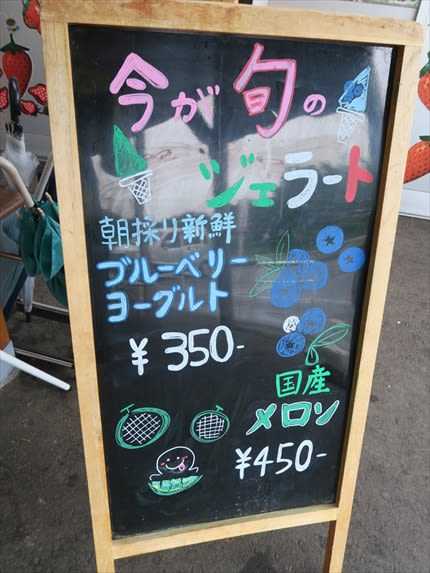 今が旬の
ジェラート
朝採り新鮮
ブルーベリー
ヨーグルト
¥350-
国産
メロン
¥450-